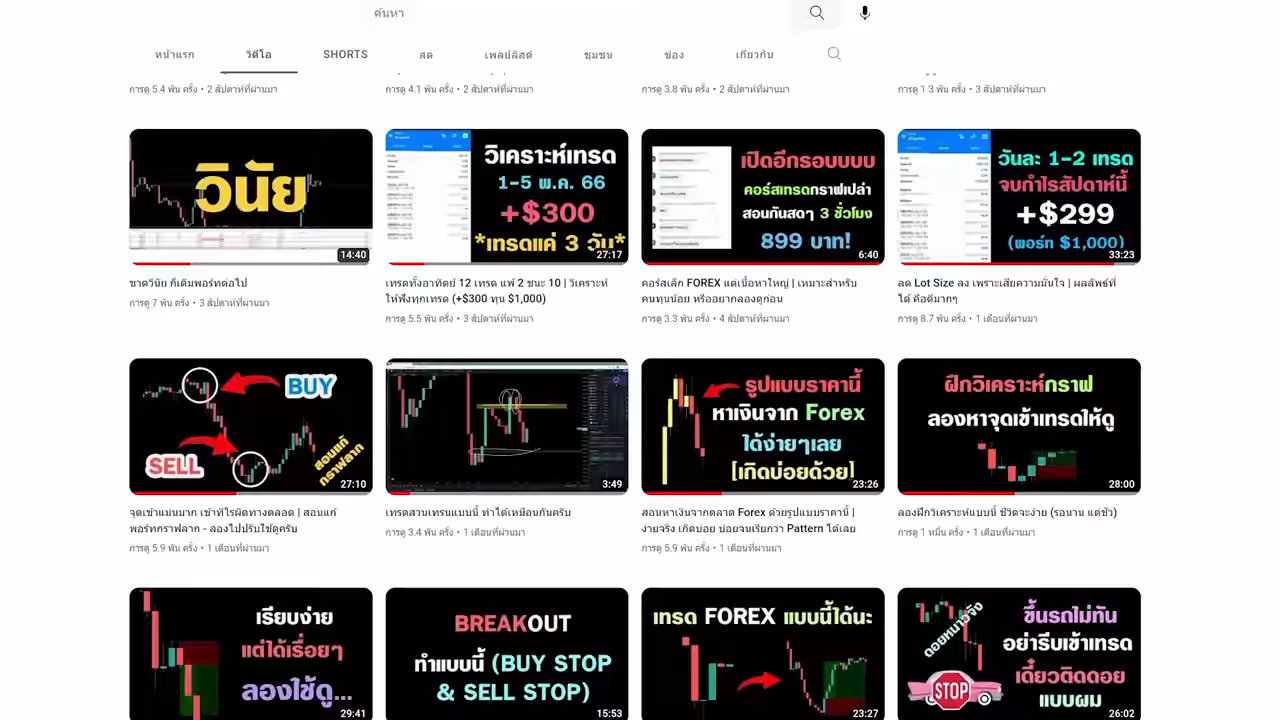 ค้นหา
หน้าแรก
วิดีโอ
SHORTS
สด
เพลย์ลิสต์
ชุมชน
ช่อง
เกี่ยวกับ
การดู 5.4 พัน ครั้ง • 2 สัปดาห์ที่ผ่านมา
การดู 4.1 พัน ครั้ง • 2 สัปดาห์ที่ผ่านมา
การดู 3.8 พัน ครั้ง • 2 สัปดาห์ที่ผ่านมา
การดู 1.3 พัน ครั้ง • 3 สัปดาห์ที่ผ่านมา
วินัย
14:40
ขาดวินัย ก็เติมพอร์ทต่อไป
การดู 7 พัน ครั้ง • 3 สัปดาห์ที่ผ่านมา
วิเคราะห์เทรด
1-5 พ.ค. 66
+$300
*เทรดแค่ 3 วัน*
27:17
เทรดทั้งอาทิตย์ 12 เทรด แพ้ 2 ชนะ 10 | วิเคราะห์
ให้ฟังทุกเทรด (+$300 ทุน $1,000)
การดู 5.5 พัน ครั้ง • 3 สัปดาห์ที่ผ่านมา
เปิดอีกรอบบบบ
คอร์สเทรดกราฟเปล่า
สอนกันสดๆ 3 ชั่วโมง
899 บาท!
6:40
คอร์สเล็ก FOREX แต่เนื้อหาใหญ่ | เหมาะสำหรับ
คนทุนน้อย หรืออยากลองดูก่อน
การดู 3.3 พัน ครั้ง • 4 สัปดาห์ที่ผ่านมา
วันละ 1-2 เทรด
จบกำไรสัปดาห์นี้
+$299
(พอร์ท $1,000)
33:23
ลด Lot Size ลง เพราะเสียความมั่นใจ | ผลลัพธ์ที่
ได้ คือดีมากๆ
การดู 8.7 พัน ครั้ง • 1 เดือนที่ผ่านมา
BUY
SELL
สอนแก้
กราฟลาก
27:10
จุดเข้าแม่นมาก เข้าทีไรผิดทางตลอด | สอนแก้
พอร์ทกราฟลาก - ลองไปปรับใช้ดูครับ
การดู 5.9 พัน ครั้ง • 1 เดือนที่ผ่านมา
3:49
เทรดสวนเทรนแบบนี้ ทำได้เหมือนกันครับ
การดู 3.4 พัน ครั้ง • 1 เดือนที่ผ่านมา
รูปแบบราคานี้
หาเงินจาก Forex
ได้ง่ายๆเลย
[เกิดบ่อยด้วย]
23:26
สอนหาเงินจากตลาด Forex ด้วยรูปแบบราคานี้ |
ง่ายจริง เกิดบ่อย บ่อยจนเรียกว่า Pattern ได้เลย
การดู 5.9 พัน ครั้ง • 1 เดือนที่ผ่านมา
ฝึกวิเคราะห์กราฟ
ลองหาจุดเข้าเทรดให้ดู
28:00
ลองฝึกวิเคราะห์แบบนี้ ชีวิตจะง่าย (รอนาน แต่ชัว)
การดู 1 หมื่น ครั้ง • 1 เดือนที่ผ่านมา
เรียบง่าย
แต่ได้เรื่อยๆ
ลองใช้ดู...
29:41
BREAKOUT
ทำแบบนี้ (BUY STOP
& SELL STOP)
15:53
เทรด FOREX แบบนี้ได้นะ
23:27
ดอยหนาวจัง
ขึ้นรถไม่ทัน
อย่ารีบเข้าเทรด
เดี๋ยวติดดอย
แบบผม
STOP
26:02